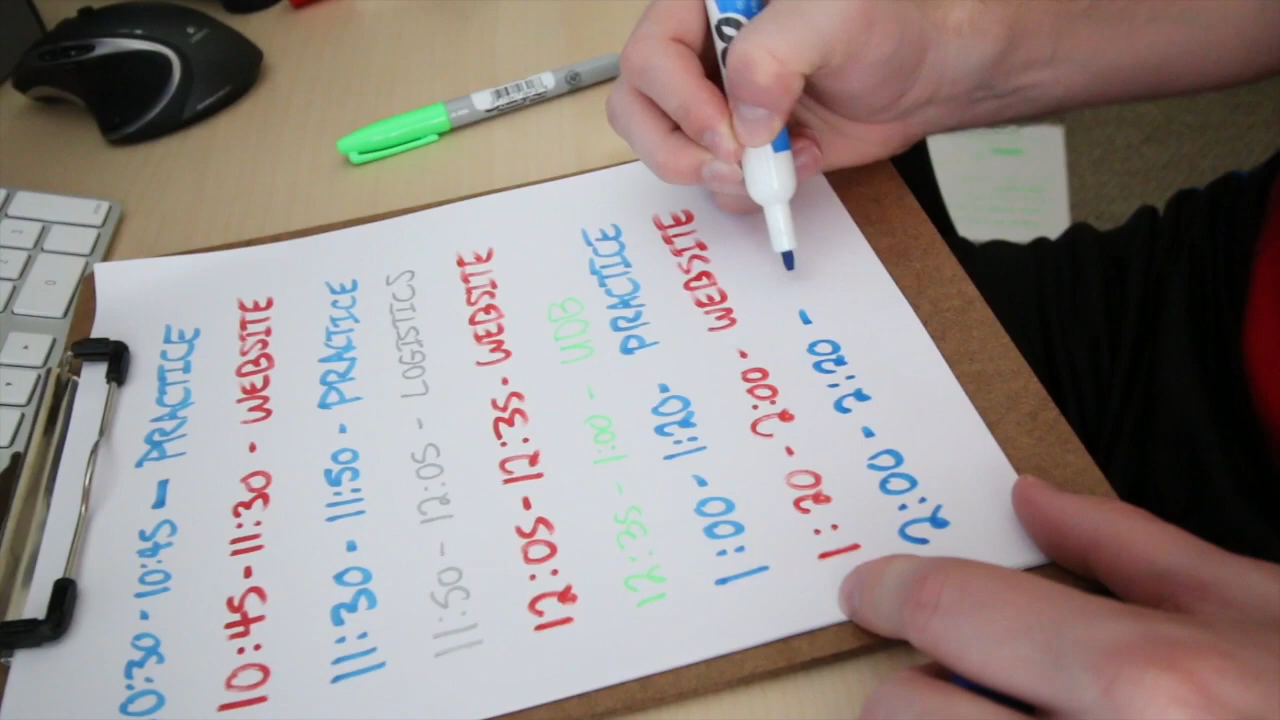 0:30 - 10:45 - PRACTICE
10:45 - 11:30 - WEBSITE
11:30 - 11:50 - PRACTICE
11:50 - 12:05 - LOGISTICS
12:05 - 12:35 - WEBSITE
12:35 - 1:00 - UDB
1:00 - 1:20 - PRACTICE
1:20 - 2:00 - WEBSITE
2:00 - 2:20 -